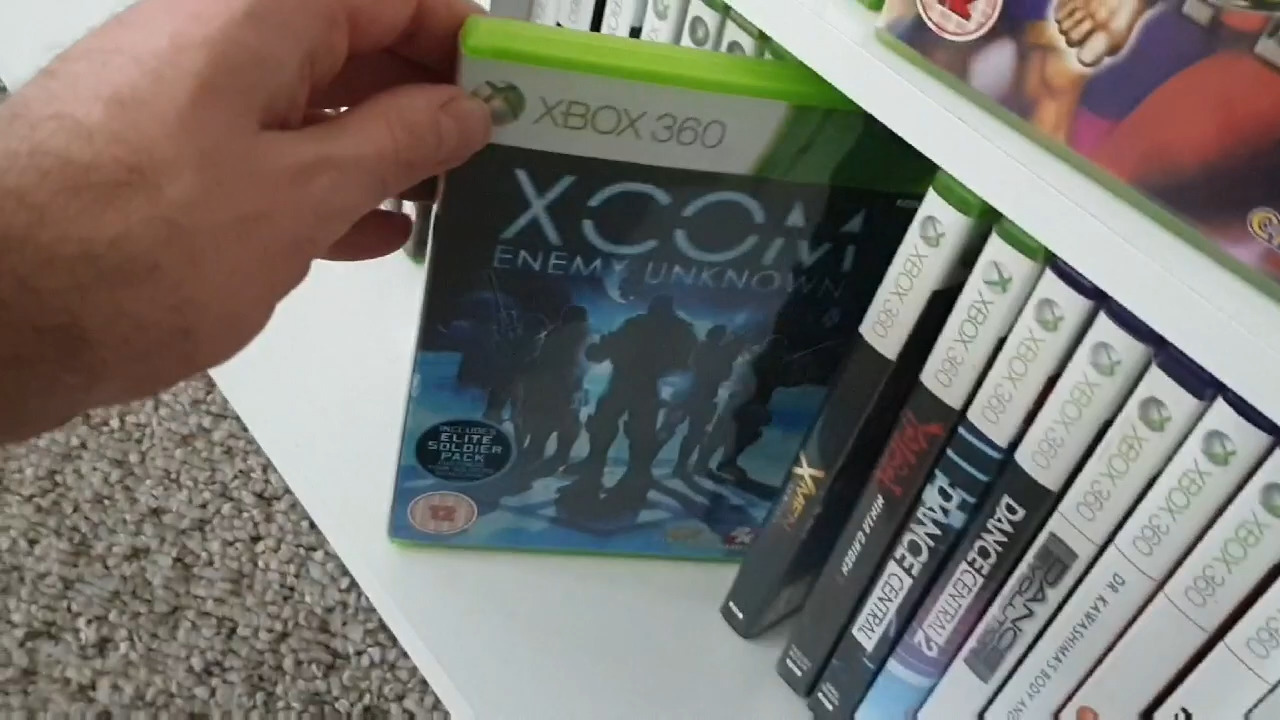 XBOX 360
XCOM
ENEMY UNKNOWN
INCLUDES
ELITE
SOLDIER
PACK
12
2K
XBOX 360
X-MEN
XBOX 360
YAIBA
NINJA GAIDEN
XBOX 360
DANCE CENTRAL
XBOX 360
DANCE CENTRAL 2
XBOX 360
DANCE
XBOX 360
DR. KAWASHIMA'S BODY AND
XBOX 360
360